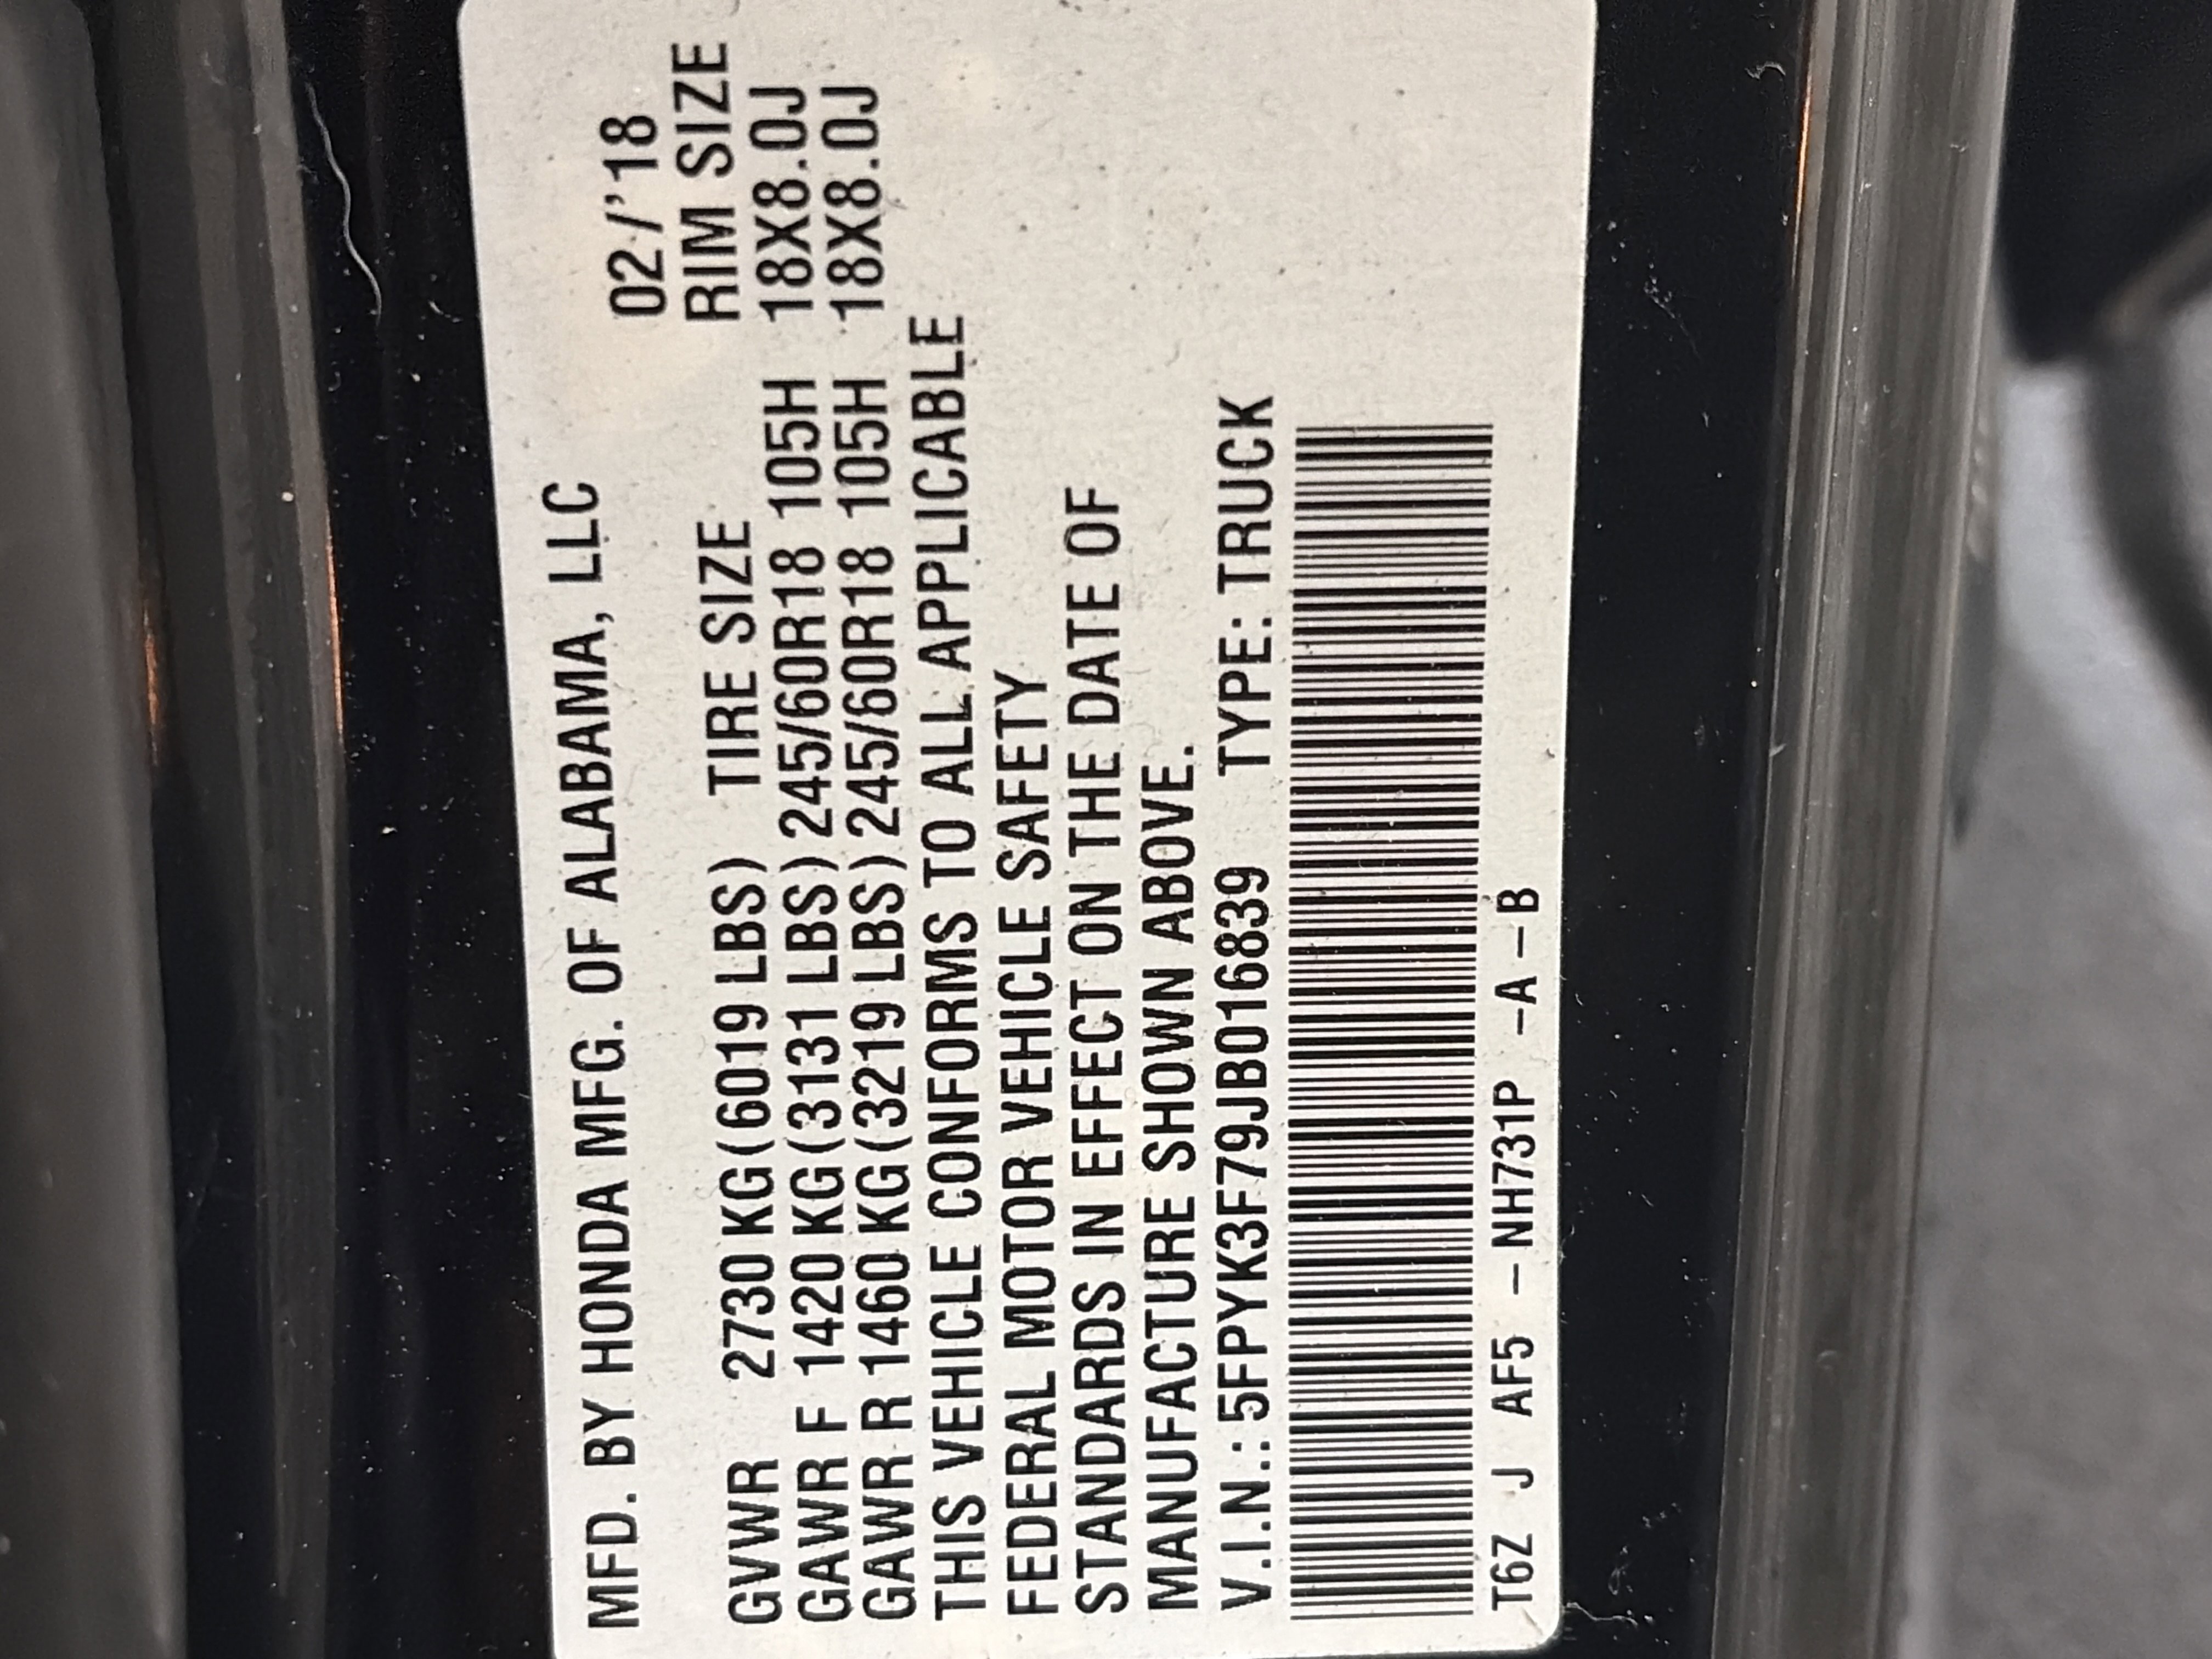 MFD. BY HONDA MFG. OF ALABAMA, LLC
02/'18
GVWR 2730 KG (6019 LBS) TIRE SIZE RIM SIZE
GAWR F 1420 KG (3131 LBS) 245/60R18 105H 18X8.0J
GAWR R 1460 KG (3219 LBS) 245/60R18 105H 18X8.0J
THIS VEHICLE CONFORMS TO ALL APPLICABLE
FEDERAL MOTOR VEHICLE SAFETY
STANDARDS IN EFFECT ON THE DATE OF
MANUFACTURE SHOWN ABOVE.
V.I.N.: 5FPYK3F79JB016839 TYPE: TRUCK
T6Z J AF5 – NH731P –A–B